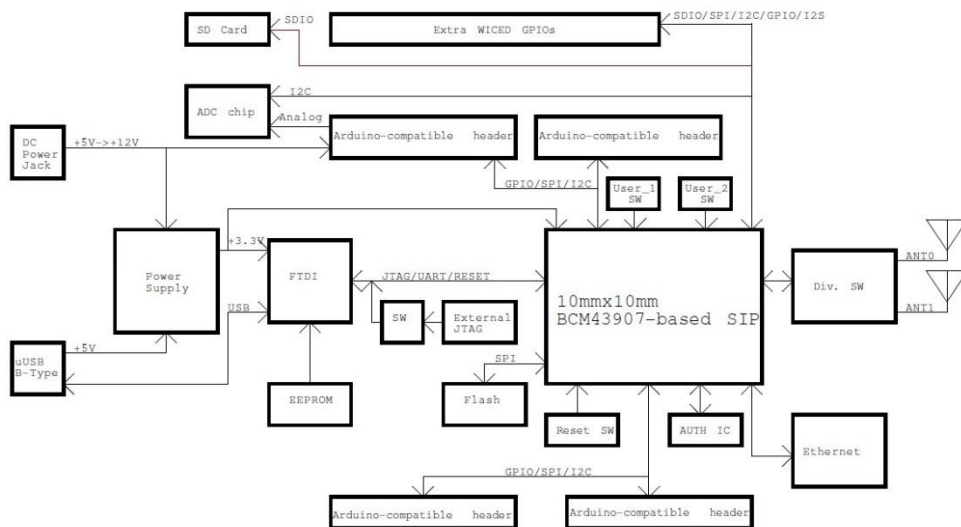 SDIO
SDIO/SPI/I2C/GPIO/I2S
SD Card
Extra WICED GPIOs
I2C
ADC chip
Analog
DC
Power
Jack
+5V->+12V
Arduino-compatible header
Arduino-compatible header
GPIO/SPI/I2C
User_1
SW
User_2
SW
ANT0
+3.3V
Power
Supply
FTDI
JTAG/UART/RESET
10mmx10mm
BCM43907-based SIP
Div. SW
USB
SW
External
JTAG
ANT1
uUSB
B-Type
+5V
SPI
EEPROM
Flash
Reset SW
AUTH IC
Ethernet
GPIO/SPI/I2C
Arduino-compatible header
Arduino-compatible header